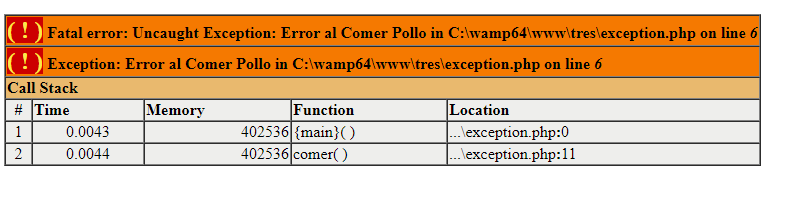 ( ! ) Fatal error: Uncaught Exception: Error al Comer Pollo in C:\wamp64\www\tres\exception.php on line 6
( ! ) Exception: Error al Comer Pollo in C:\wamp64\www\tres\exception.php on line 6
Call Stack
# Time Memory Function Location
1 0.0043 402536 {main}( ) ...\exception.php:0
2 0.0044 402536 comer( ) ...\exception.php:11